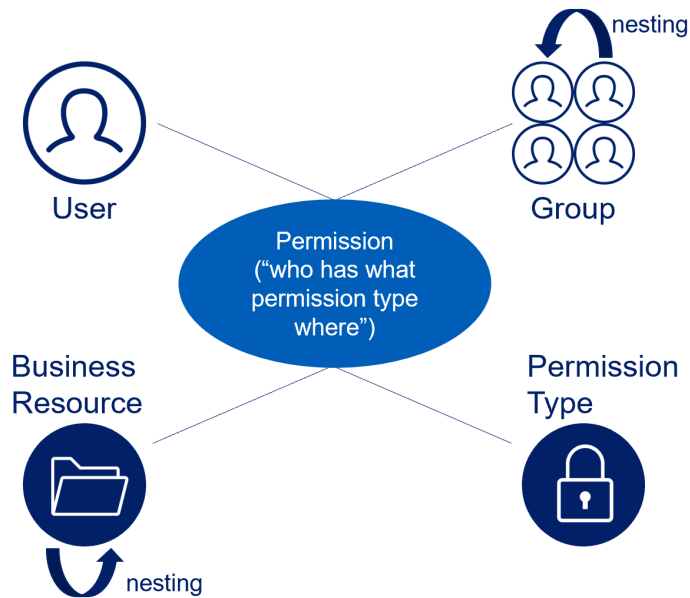 nesting
User
Group
Permission
(“who has what
permission type
where”)
Business
Resource
Permission
Type
nesting